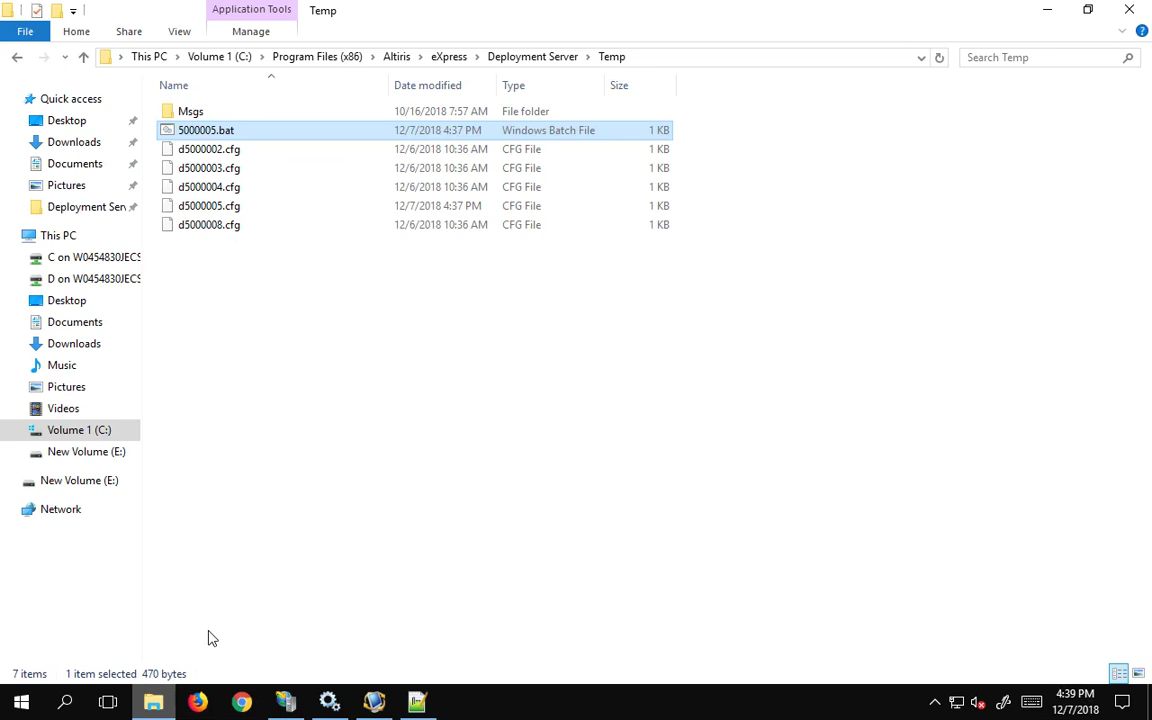 Application Tools Temp
File Home Share View Manage
This PC Volume 1 (C:) Program Files (x86) Altiris eXpress Deployment Server Temp Search Temp
Name Date modified Type Size
Quick access
Desktop
Downloads
Documents
Pictures
Deployment Serv
This PC
C on W0454830JECS
D on W0454830JECS
Desktop
Documents
Downloads
Music
Pictures
Videos
Volume 1 (C:)
New Volume (E:)
New Volume (E:)
Network
Msgs 10/16/2018 7:57 AM File folder
5000005.bat 12/7/2018 4:37 PM Windows Batch File 1 KB
d5000002.cfg 12/6/2018 10:36 AM CFG File 1 KB
d5000003.cfg 12/6/2018 10:36 AM CFG File 1 KB
d5000004.cfg 12/6/2018 10:36 AM CFG File 1 KB
d5000005.cfg 12/7/2018 4:37 PM CFG File 1 KB
d5000008.cfg 12/6/2018 10:36 AM CFG File 1 KB
7 items 1 item selected 470 bytes
4:39 PM
12/7/2018